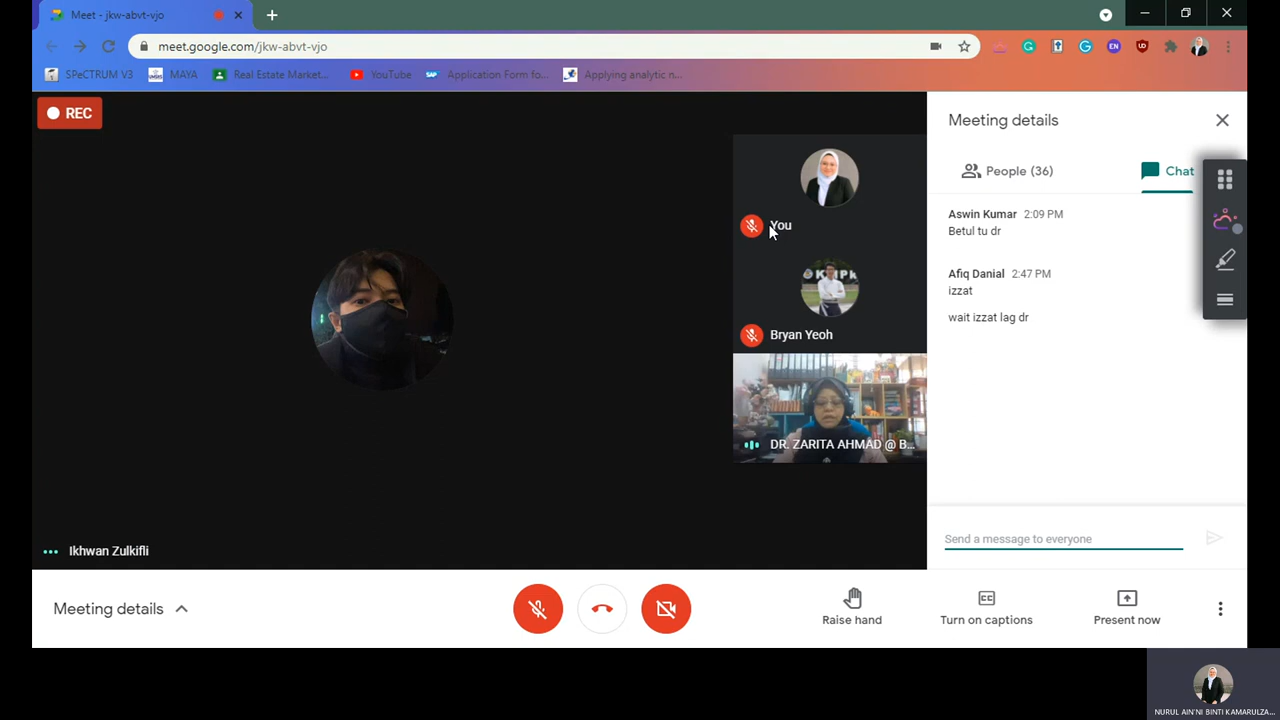 Meet - jkw-abvt-vjo
meet.google.com/jkw-abvt-vjo
SPeCTRUM V3
MAYA
Real Estate Market...
YouTube
Application Form fo...
Applying analytic n...
REC
Meeting details
People (36)
Chat
Aswin Kumar 2:09 PM
Betul tu dr
Afiq Danial 2:47 PM
izzat
wait izzat lag dr
You
Bryan Yeoh
DR. ZARITA AHMAD @ B...
Ikhwan Zulkifli
Send a message to everyone
Meeting details
Raise hand
Turn on captions
Present now
NURUL AIN'NI BINTI KAMARULZA...